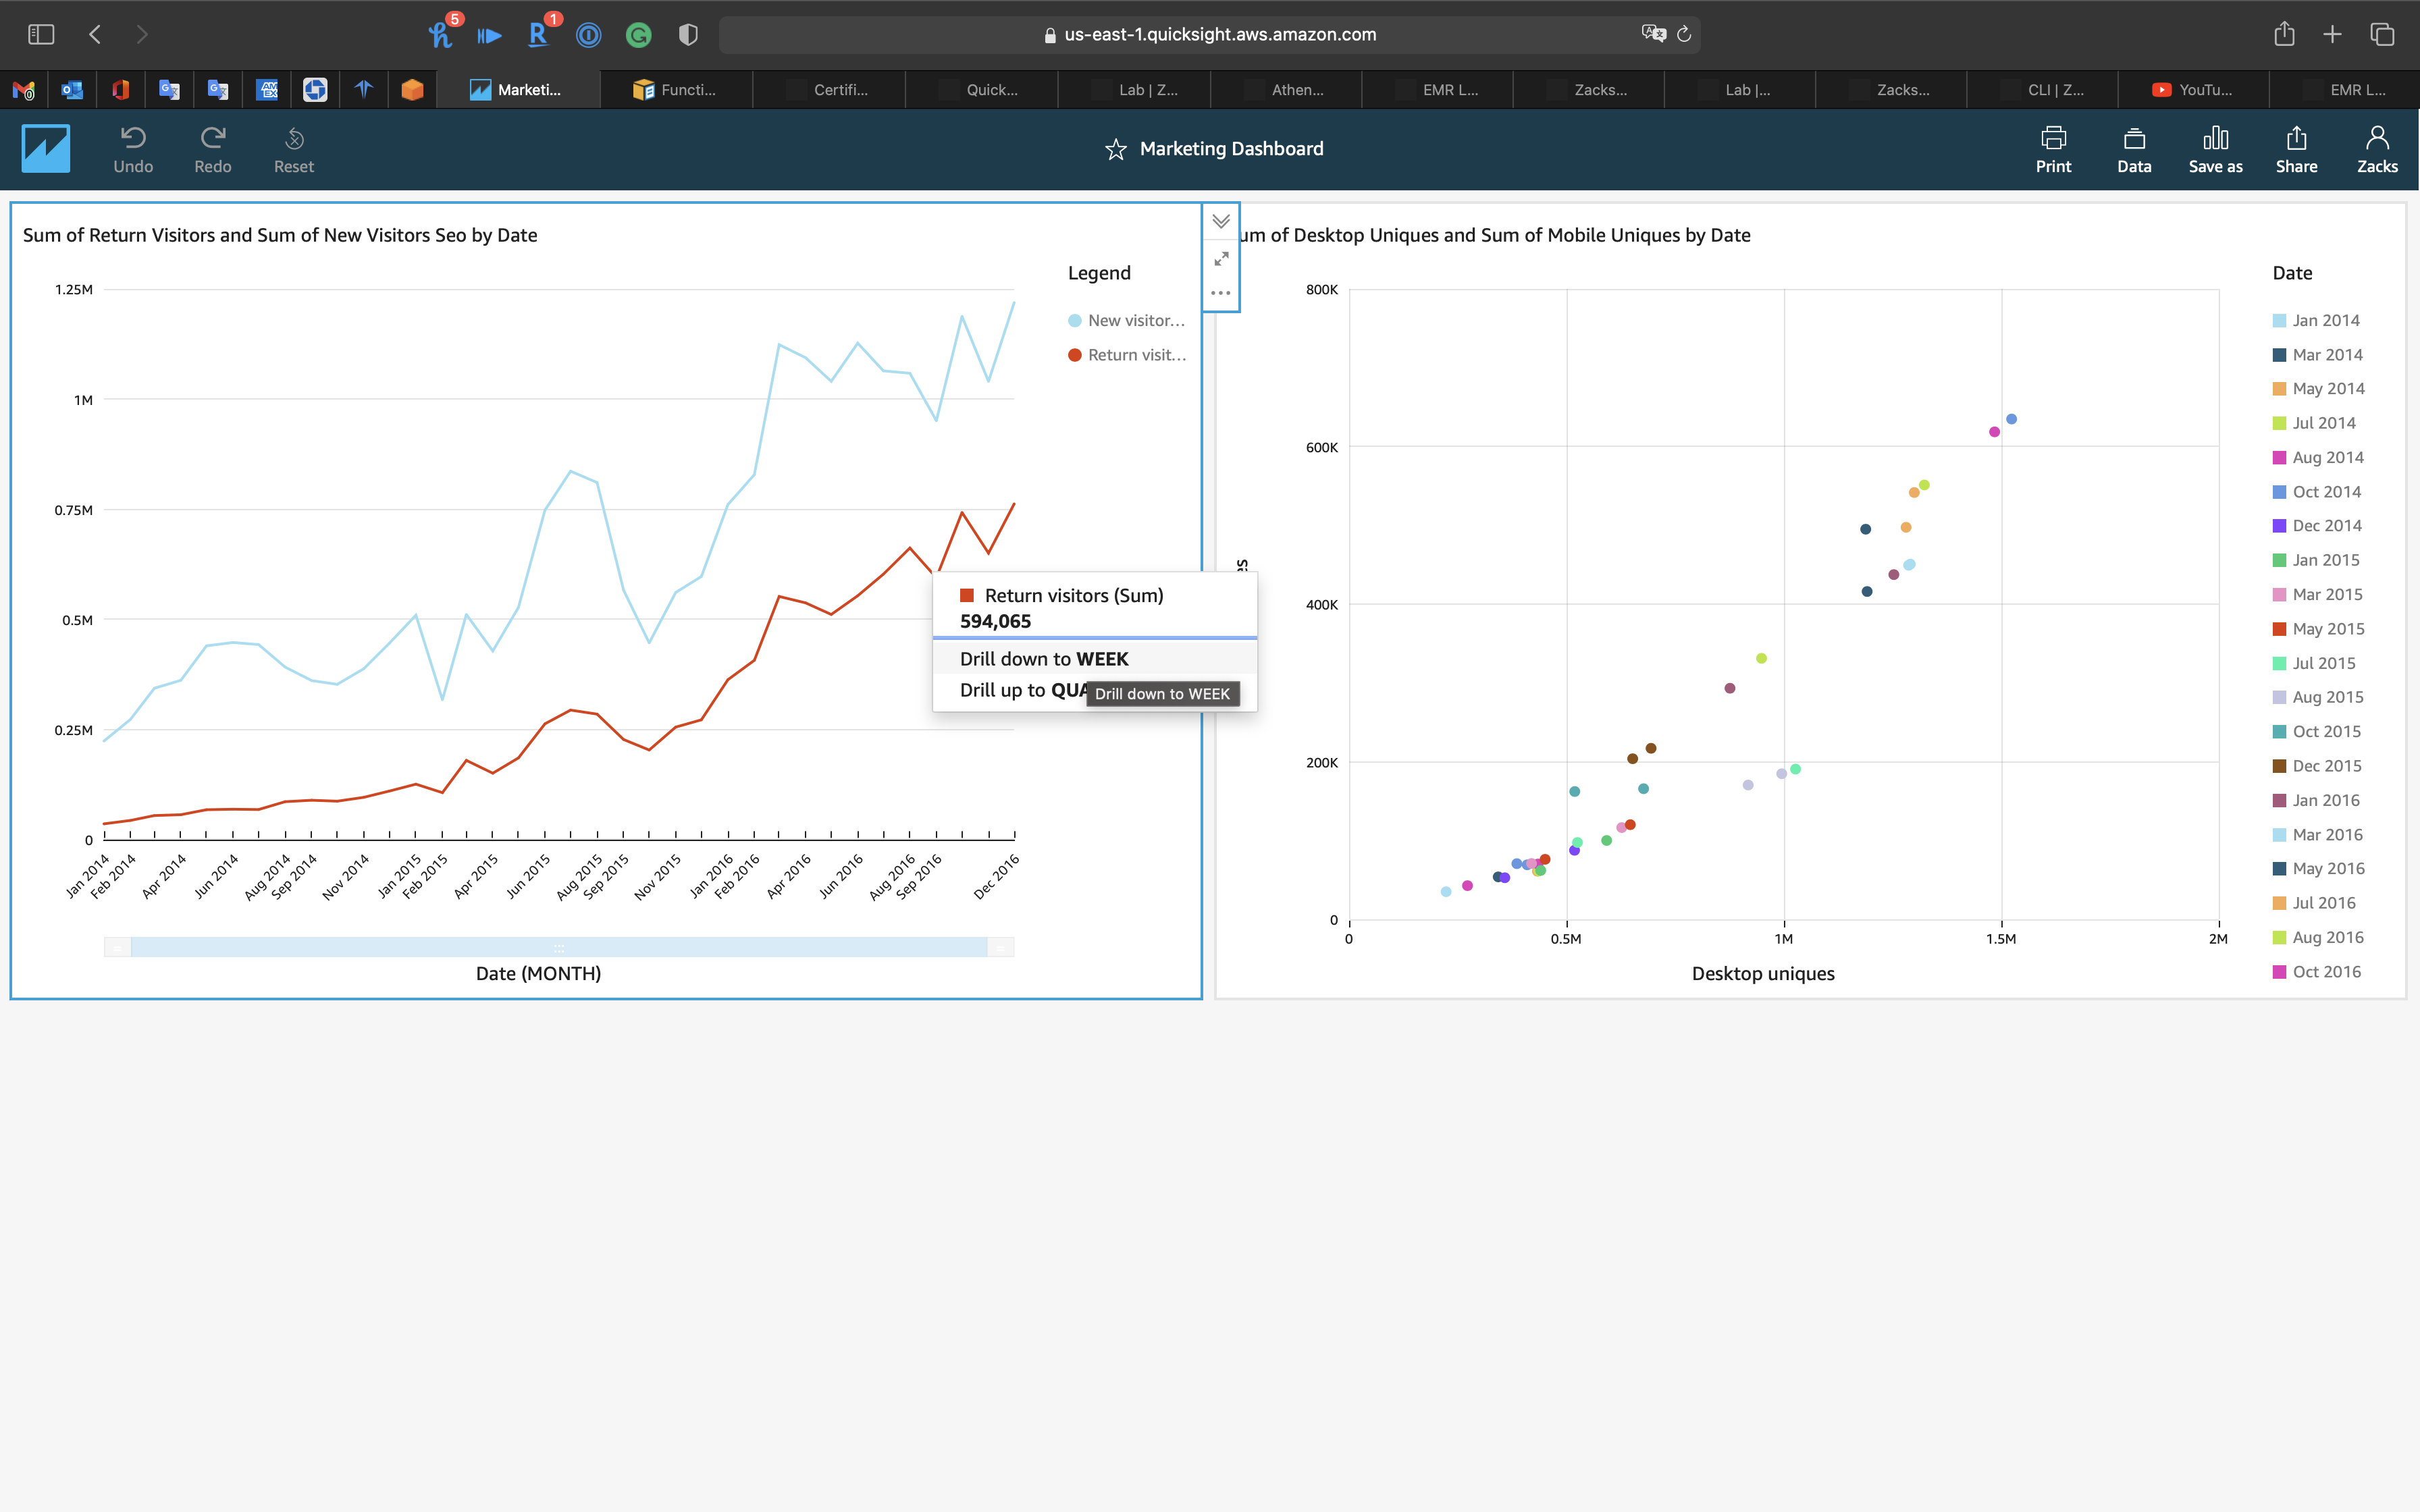 5
1
us-east-1.quicksight.aws.amazon.com
Marketi...
Functi...
Certifi...
Quick...
Lab | Z...
Athen...
EMR L...
Zacks...
Lab |...
Zacks...
CLI | Z...
YouTu...
EMR L...
Undo
Redo
Reset
Marketing Dashboard
Print
Data
Save as
Share
Zacks
Sum of Return Visitors and Sum of New Visitors Seo by Date
Legend
New visitor...
Return visit...
1.25M
1M
0.75M
0.5M
0.25M
0
Jan 2014
Feb 2014
Apr 2014
Jun 2014
Aug 2014
Sep 2014
Nov 2014
Jan 2015
Feb 2015
Apr 2015
Jun 2015
Aug 2015
Sep 2015
Nov 2015
Jan 2016
Feb 2016
Apr 2016
Jun 2016
Aug 2016
Sep 2016
Dec 2016
Date (MONTH)
Return visitors (Sum)
594,065
Drill down to WEEK
Drill up to QUA
Drill down to WEEK
um of Desktop Uniques and Sum of Mobile Uniques by Date
800K
600K
400K
200K
0
0
0.5M
1M
1.5M
2M
Desktop uniques
Date
Jan 2014
Mar 2014
May 2014
Jul 2014
Aug 2014
Oct 2014
Dec 2014
Jan 2015
Mar 2015
May 2015
Jul 2015
Aug 2015
Oct 2015
Dec 2015
Jan 2016
Mar 2016
May 2016
Jul 2016
Aug 2016
Oct 2016